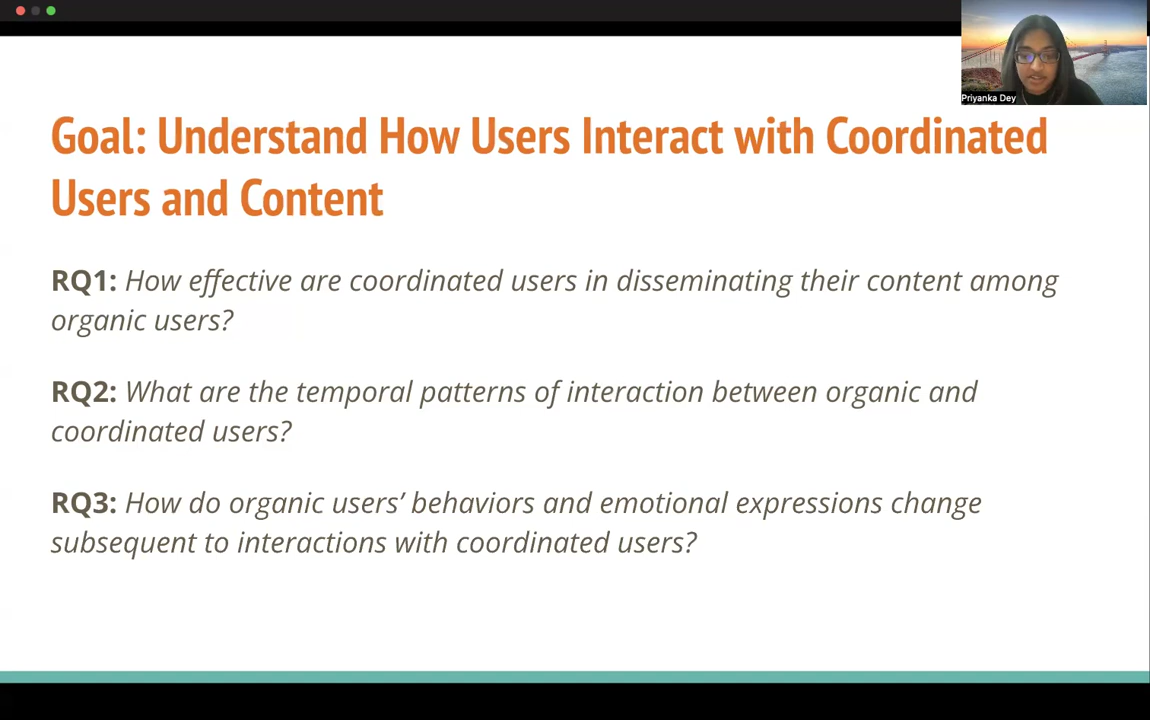 Priyanka Dey
Goal: Understand How Users Interact with Coordinated
Users and Content
RQ1: How effective are coordinated users in disseminating their content among
organic users?
RQ2: What are the temporal patterns of interaction between organic and
coordinated users?
RQ3: How do organic users’ behaviors and emotional expressions change
subsequent to interactions with coordinated users?